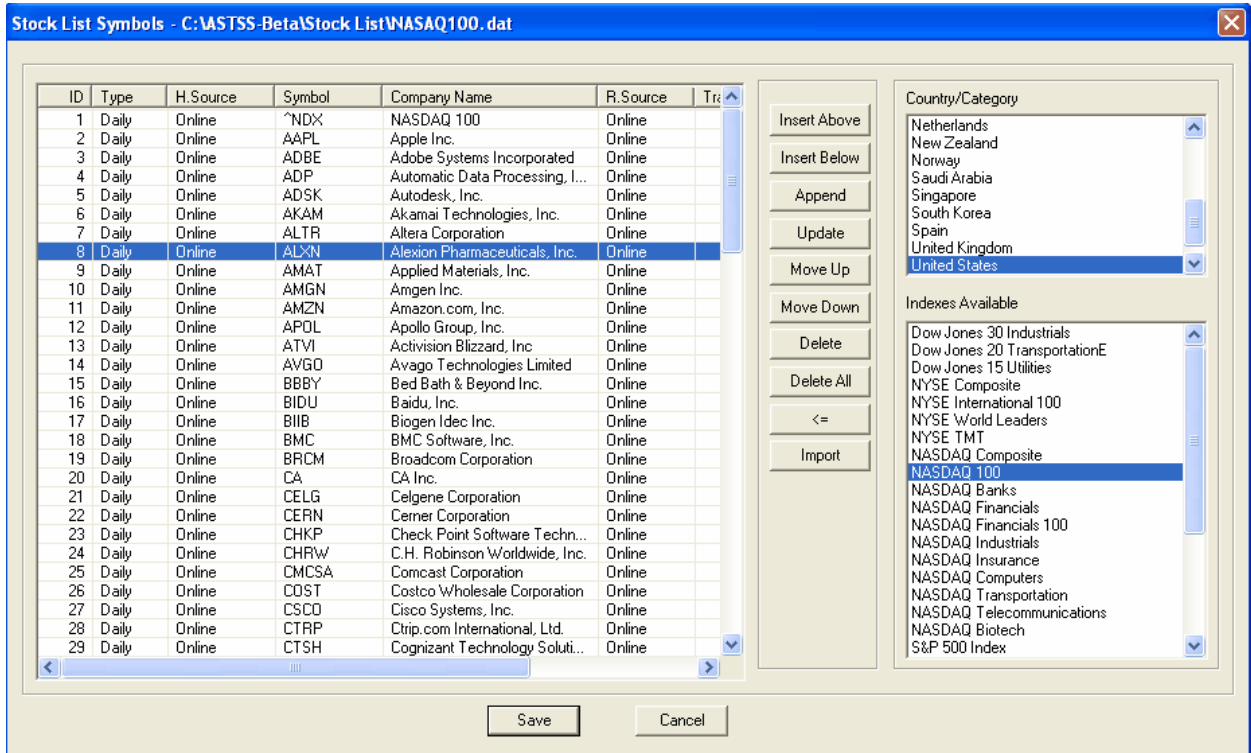 Stock List Symbols - C:\ASTSS-Beta\Stock List\NASAQ100.dat
ID Type H.Source Symbol Company Name R.Source Tra
1 Daily Online ^NDX NASDAQ 100 Online
2 Daily Online AAPL Apple Inc. Online
3 Daily Online ADBE Adobe Systems Incorporated Online
4 Daily Online ADP Automatic Data Processing, I... Online
5 Daily Online ADSK Autodesk, Inc. Online
6 Daily Online AKAM Akamai Technologies, Inc. Online
7 Daily Online ALTR Altera Corporation Online
8 Daily Online ALXN Alexion Pharmaceuticals, Inc. Online
9 Daily Online AMAT Applied Materials, Inc. Online
10 Daily Online AMGN Amgen Inc. Online
11 Daily Online AMZN Amazon.com, Inc. Online
12 Daily Online APOL Apollo Group, Inc. Online
13 Daily Online ATVI Activision Blizzard, Inc Online
14 Daily Online AVGO Avago Technologies Limited Online
15 Daily Online BBBY Bed Bath & Beyond Inc. Online
16 Daily Online BIDU Baidu, Inc. Online
17 Daily Online BIIB Biogen Idec Inc. Online
18 Daily Online BMC BMC Software, Inc. Online
19 Daily Online BRCM Broadcom Corporation Online
20 Daily Online CA CA Inc. Online
21 Daily Online CELG Celgene Corporation Online
22 Daily Online CERN Cerner Corporation Online
23 Daily Online CHKP Check Point Software Techn... Online
24 Daily Online CHRW C.H. Robinson Worldwide, Inc. Online
25 Daily Online CMCSA Comcast Corporation Online
26 Daily Online COST Costco Wholesale Corporation Online
27 Daily Online CSCO Cisco Systems, Inc. Online
28 Daily Online CTRP Ctrip.com International, Ltd. Online
29 Daily Online CTSH Cognizant Technology Soluti... Online
Insert Above
Insert Below
Append
Update
Move Up
Move Down
Delete
Delete All
<=
Import
Country/Category
Netherlands
New Zealand
Norway
Saudi Arabia
Singapore
South Korea
Spain
United Kingdom
United States
Indexes Available
Dow Jones 30 Industrials
Dow Jones 20 TransportationE
Dow Jones 15 Utilities
NYSE Composite
NYSE International 100
NYSE World Leaders
NYSE TMT
NASDAQ Composite
NASDAQ 100
NASDAQ Banks
NASDAQ Financials
NASDAQ Financials 100
NASDAQ Industrials
NASDAQ Insurance
NASDAQ Computers
NASDAQ Transportation
NASDAQ Telecommunications
NASDAQ Biotech
S&P 500 Index
Save
Cancel